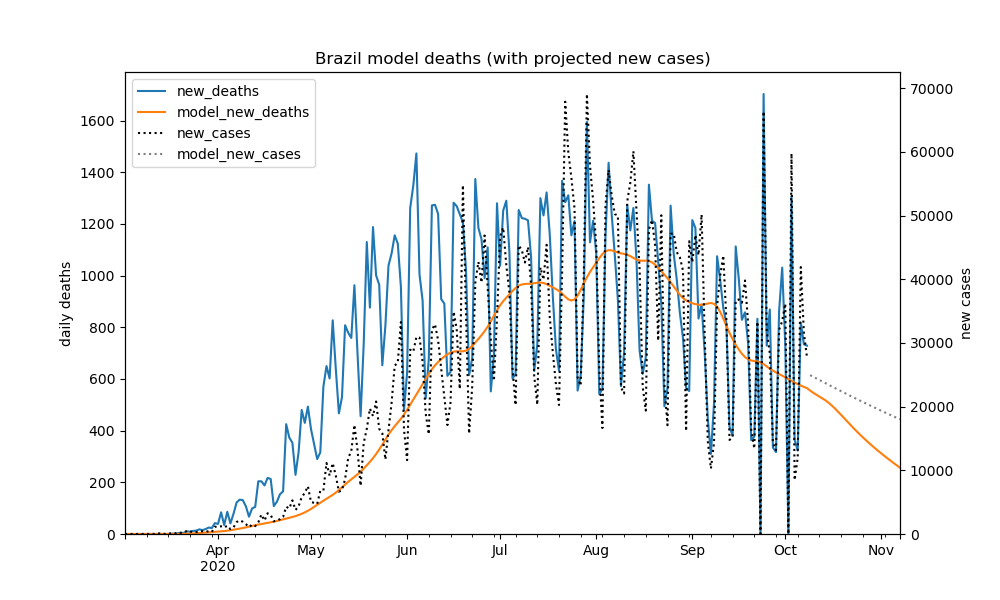 Brazil model deaths (with projected new cases)
new_deaths
model_new_deaths
new_cases
model_new_cases
daily deaths
1600
1400
1200
1000
800
600
400
200
0
new cases
70000
60000
50000
40000
30000
20000
10000
0
Apr May Jun Jul Aug Sep Oct Nov
2020